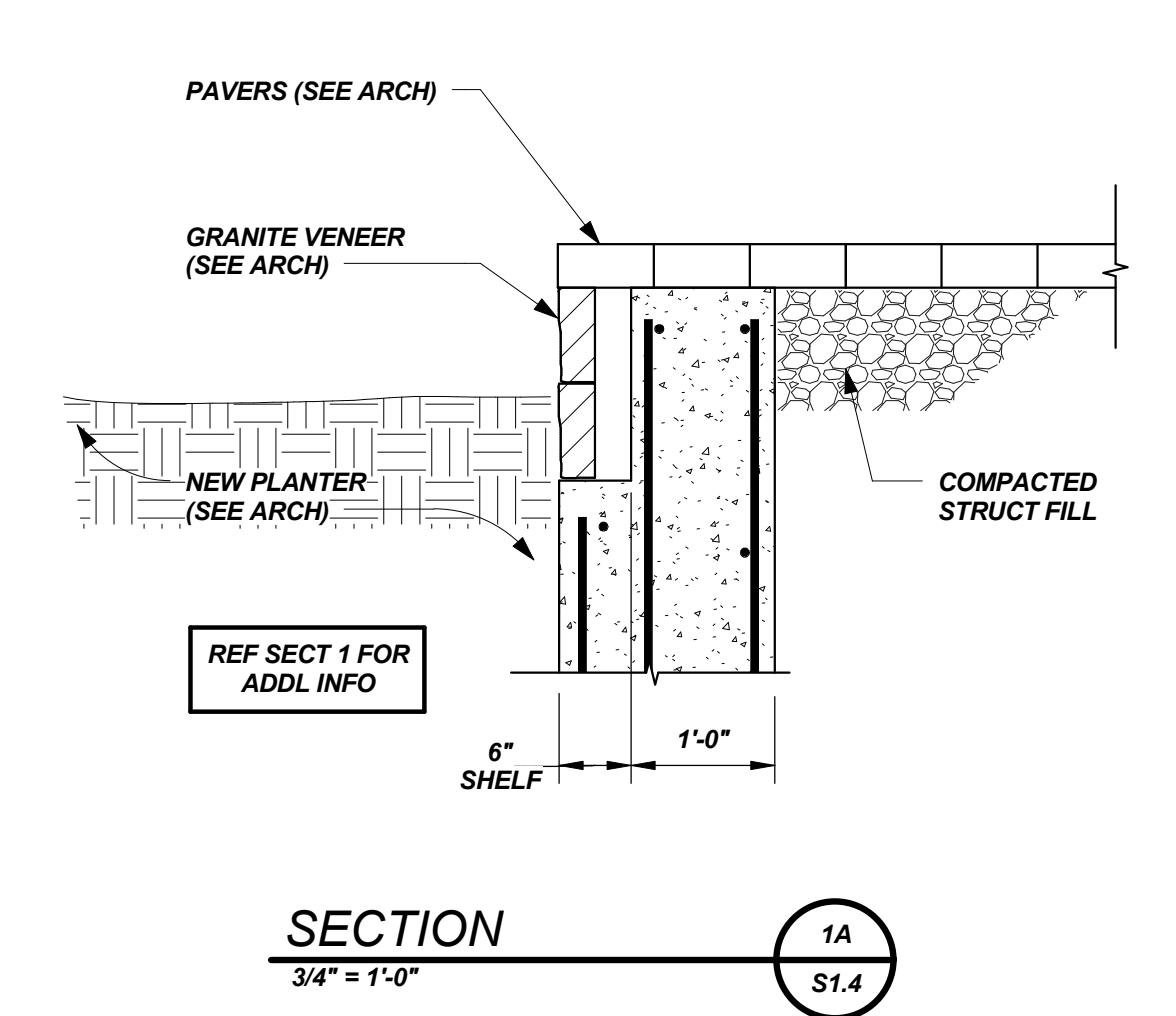 PAVERS (SEE ARCH)
GRANITE VENEER
(SEE ARCH)
NEW PLANTER
(SEE ARCH)
COMPACTED
STRUCT FILL
REF SECT 1 FOR
ADDL INFO
6"
SHELF
1'-0"
SECTION
3/4" = 1'-0"
1A
S1.4